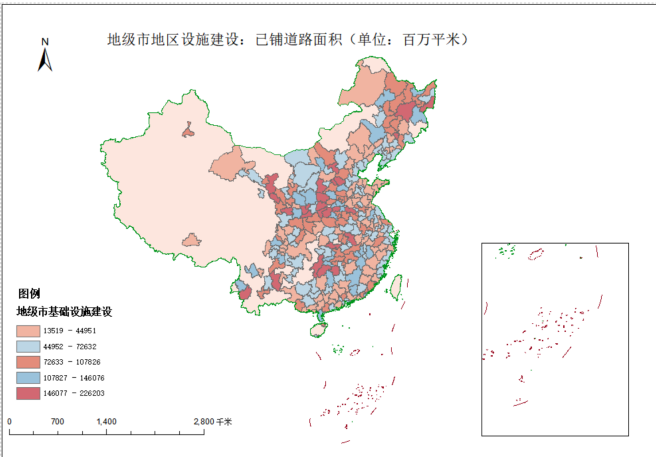 N
地级市地区设施建设：已铺道路面积（单位：百万平米）
图例
地级市基础设施建设
13519 - 44951
44952 - 72632
72633 - 107826
107827 - 146076
146077 - 226203
0 700 1,400 2,800 千米